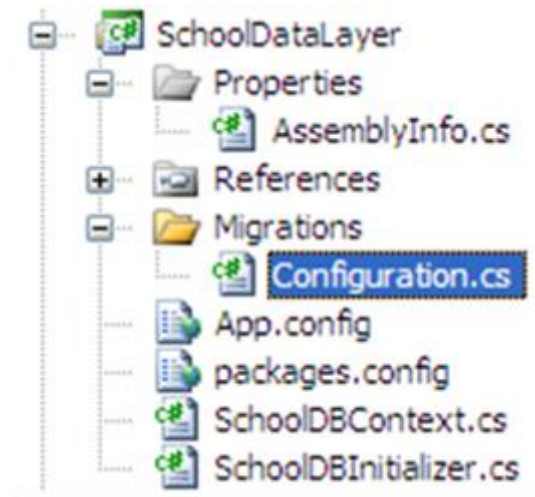 SchoolDataLayer
Properties
AssemblyInfo.cs
References
Migrations
Configuration.cs
App.config
packages.config
SchoolDBContext.cs
SchoolDBInitializer.cs